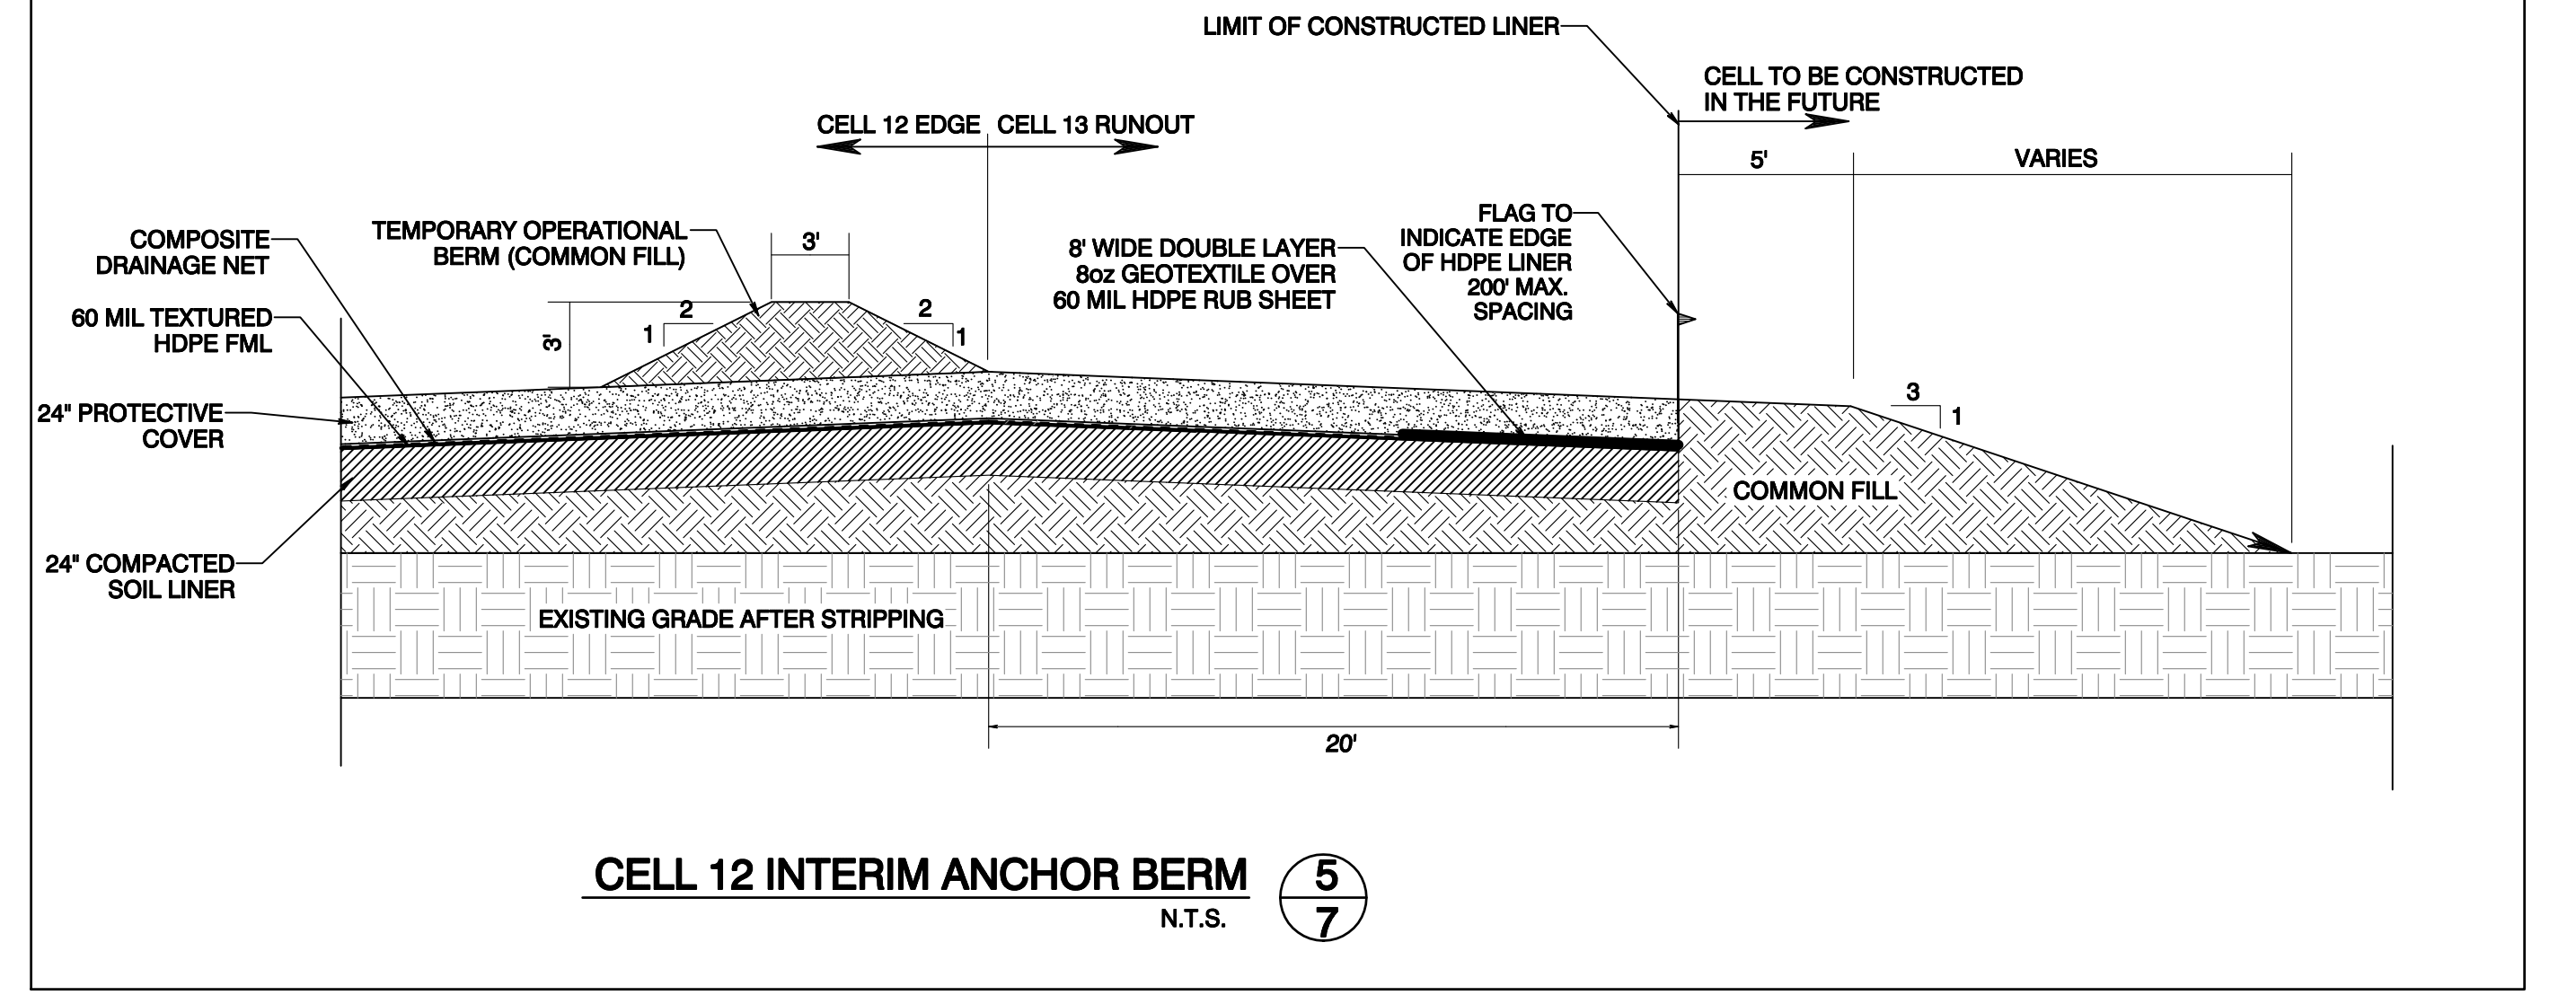 LIMIT OF CONSTRUCTED LINER
CELL TO BE CONSTRUCTED
IN THE FUTURE
CELL 12 EDGE
CELL 13 RUNOUT
5'
VARIES
COMPOSITE
DRAINAGE NET
TEMPORARY OPERATIONAL
BERM (COMMON FILL)
3'
8' WIDE DOUBLE LAYER
8oz GEOTEXTILE OVER
60 MIL HDPE RUB SHEET
FLAG TO
INDICATE EDGE
OF HDPE LINER
200' MAX.
SPACING
60 MIL TEXTURED
HDPE FML
3'
2
1
2
1
24" PROTECTIVE
COVER
3
1
COMMON FILL
24" COMPACTED
SOIL LINER
EXISTING GRADE AFTER STRIPPING
20'
CELL 12 INTERIM ANCHOR BERM
N.T.S.
5
7